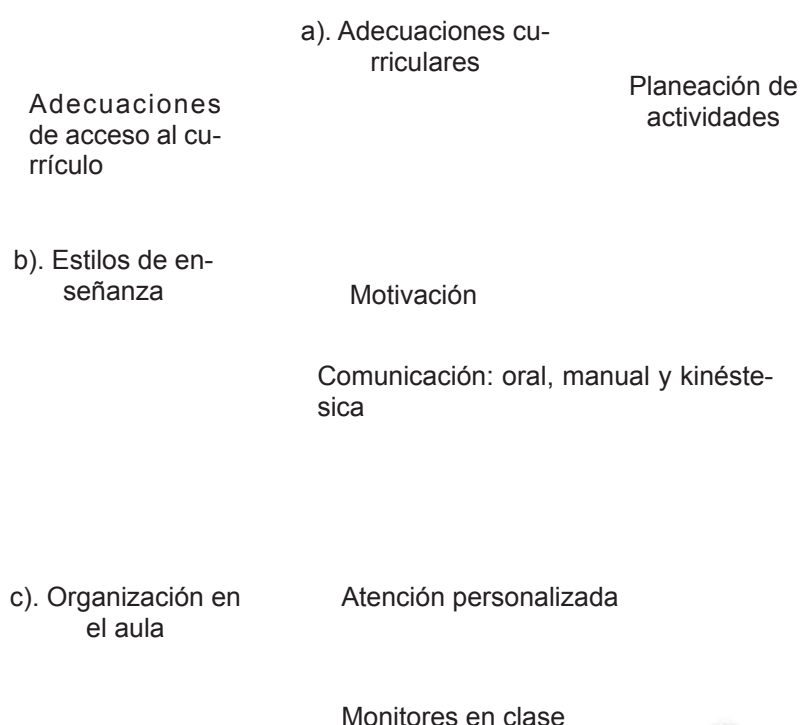 a). Adecuaciones cu-
rriculares
Planeación de
actividades
Adecuaciones
de acceso al cu-
rrículo
b). Estilos de en-
señanza
Motivación
Comunicación: oral, manual y kinéste-
sica
c). Organización en
el aula
Atención personalizada
Monitores en clase